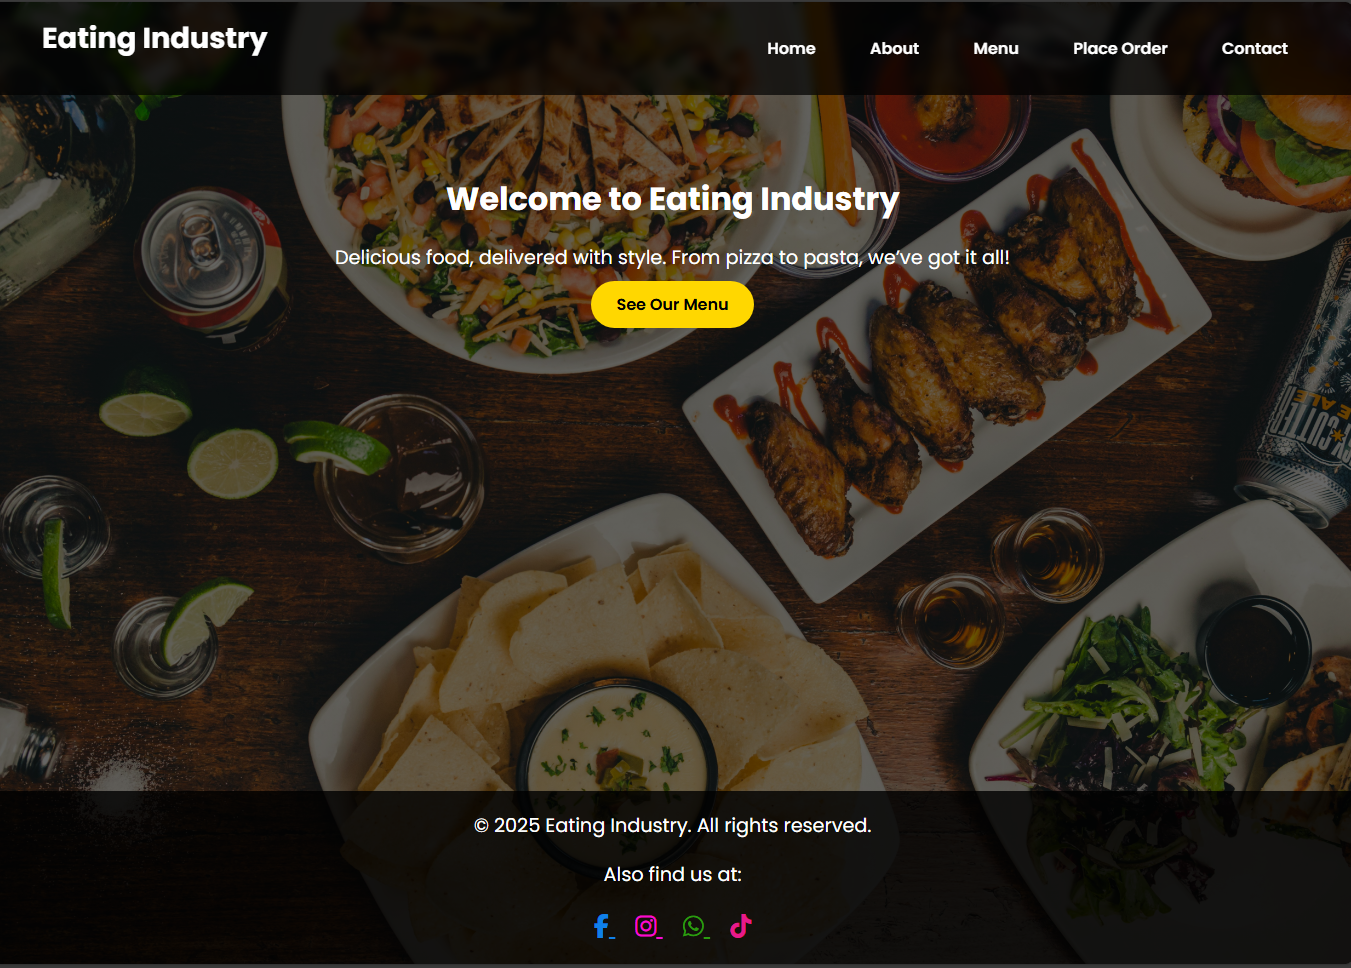 Eating Industry
Home About Menu Place Order Contact
Welcome to Eating Industry
Delicious food, delivered with style. From pizza to pasta, we’ve got it all!
See Our Menu
© 2025 Eating Industry. All rights reserved.
Also find us at: